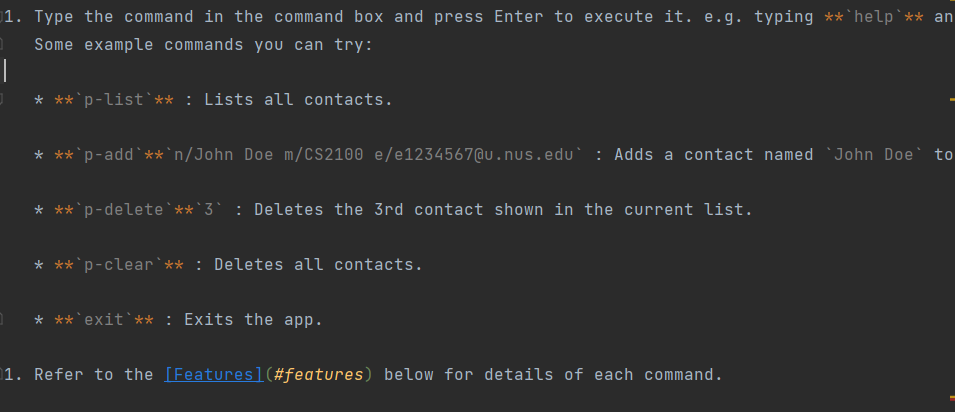 1. Type the command in the command box and press Enter to execute it. e.g. typing **`help`** an
Some example commands you can try:
* **`p-list`** : Lists all contacts.
* **`p-add`**`n/John Doe m/CS2100 e/e1234567@u.nus.edu` : Adds a contact named `John Doe` to
* **`p-delete`**`3` : Deletes the 3rd contact shown in the current list.
* **`p-clear`** : Deletes all contacts.
* **`exit`** : Exits the app.
1. Refer to the [Features](#features) below for details of each command.